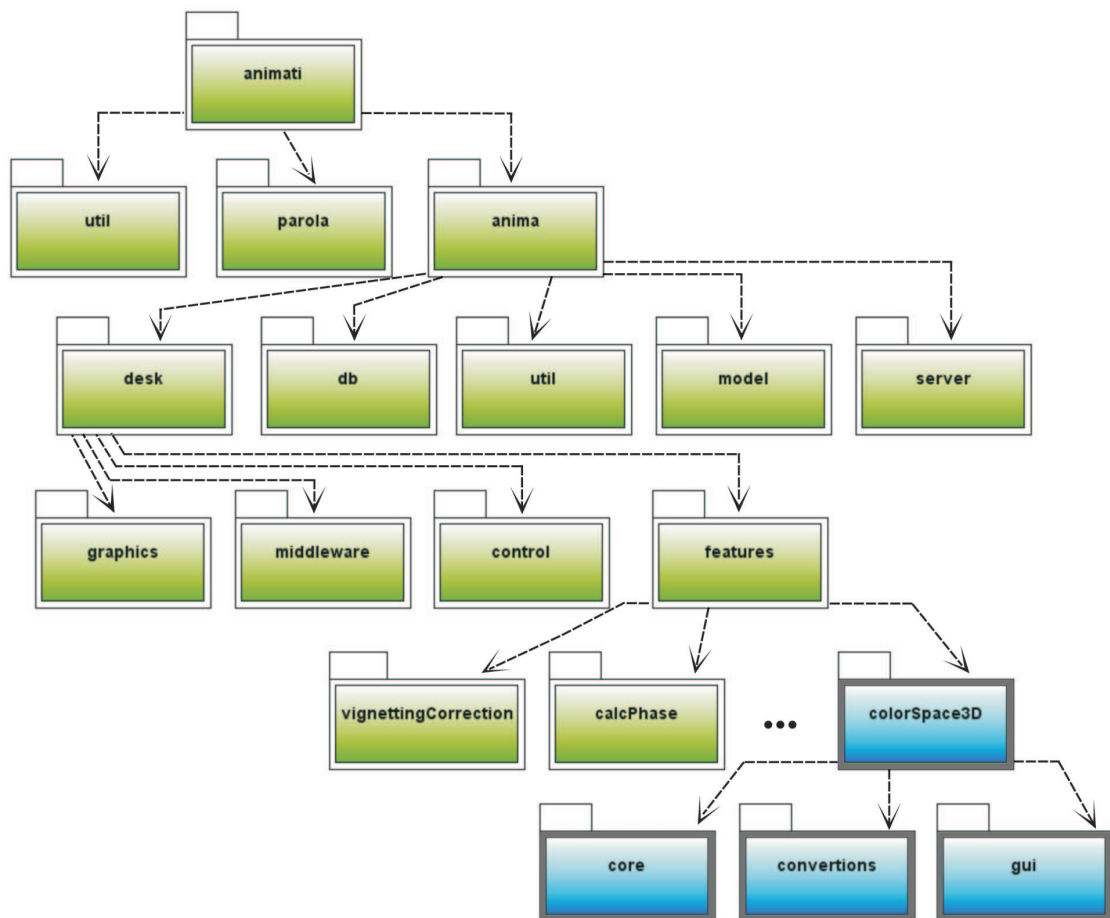 animati
util
parola
anima
desk
db
util
model
server
graphics
middleware
control
features
vignettingCorrection
calcPhase
...
colorSpace3D
core
convertions
gui